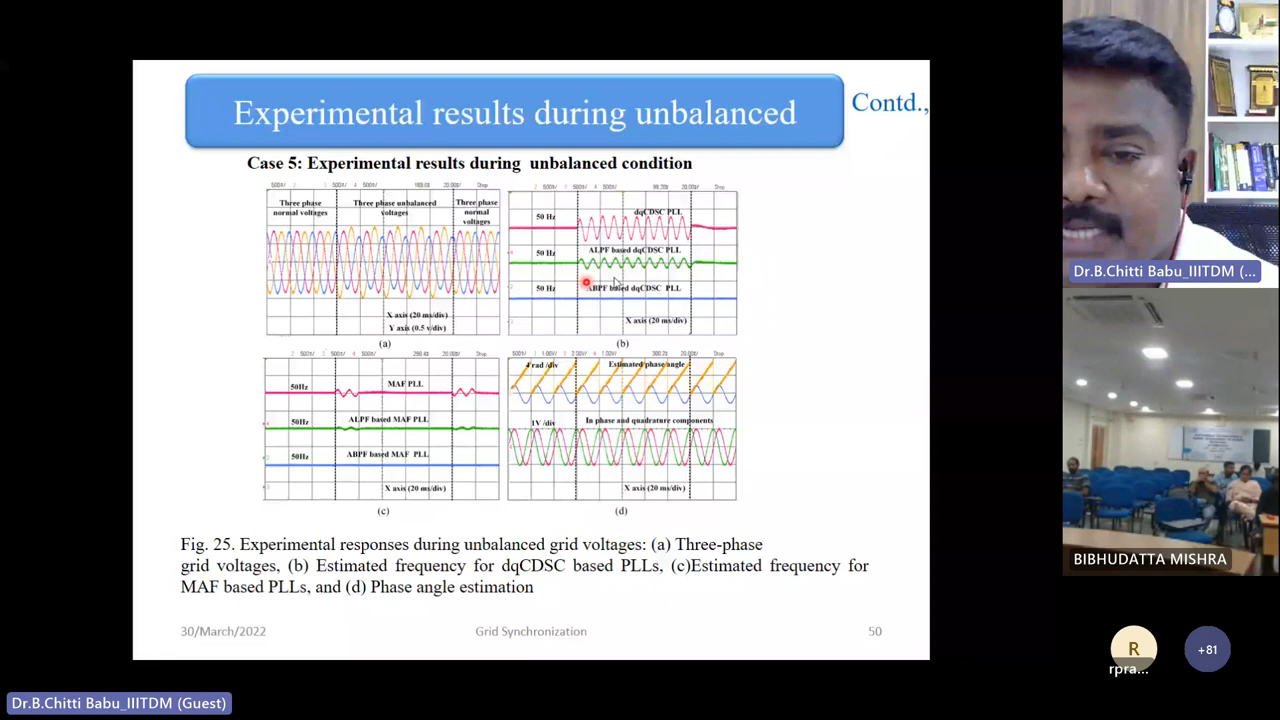 Experimental results during unbalanced
Contd.,
Case 5: Experimental results during unbalanced condition
Three phase
normal voltages
Three phase unbalanced
voltages
Three phase
normal
voltages
X axis (20 ms/div)
Y axis (0.5 v/div)
(a)
50 Hz
dqCDSC PLL
50 Hz
ALPF based dqCDSC PLL
50 Hz
ABPF based dqCDSC PLL
X axis (20 ms/div)
(b)
50Hz
MAF PLL
50Hz
ALPF based MAF PLL
50Hz
ABPF based MAF PLL
X axis (20 ms/div)
(c)
4 rad /div
Estimated phase angle
1V /div
In phase and quadrature components
X axis (20 ms/div)
(d)
Fig. 25. Experimental responses during unbalanced grid voltages: (a) Three-phase
grid voltages, (b) Estimated frequency for dqCDSC based PLLs, (c)Estimated frequency for
MAF based PLLs, and (d) Phase angle estimation
30/March/2022
Grid Synchronization
50
Dr.B.Chitti Babu_IIITDM (...
BIBHUDATTA MISHRA
R
rpra...
+81
Dr.B.Chitti Babu_IIITDM (Guest)